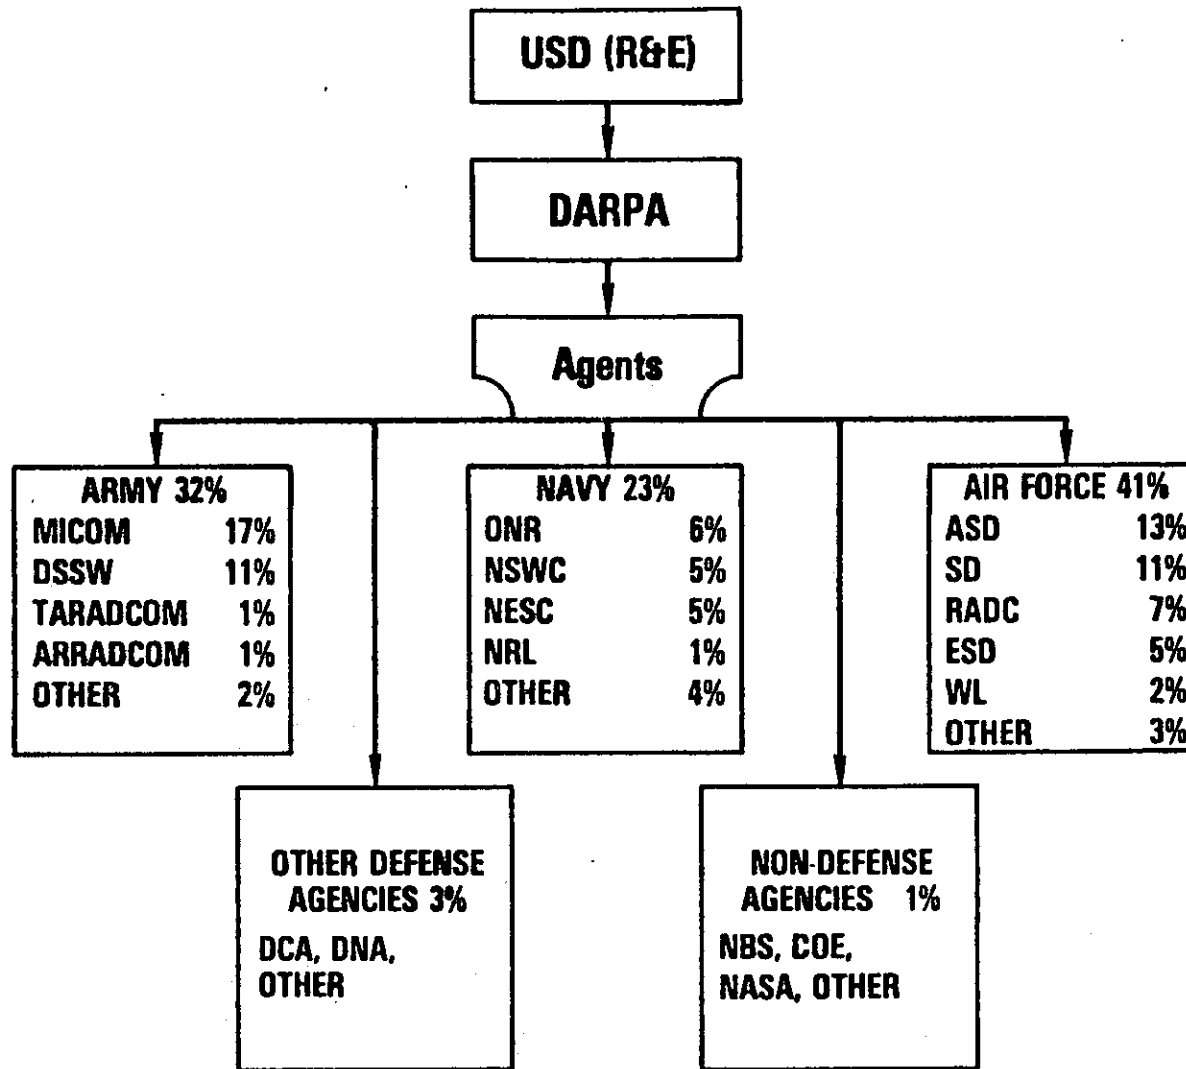 USD (R&E)
DARPA
Agents
ARMY 32%
MICOM 17%
DSSW 11%
TARADCOM 1%
ARRADCOM 1%
OTHER 2%
NAVY 23%
ONR 6%
NSWC 5%
NESC 5%
NRL 1%
OTHER 4%
AIR FORCE 41%
ASD 13%
SD 11%
RADC 7%
ESD 5%
WL 2%
OTHER 3%
OTHER DEFENSE
AGENCIES 3%
DCA, DNA,
OTHER
NON-DEFENSE
AGENCIES 1%
NBS, COE,
NASA, OTHER